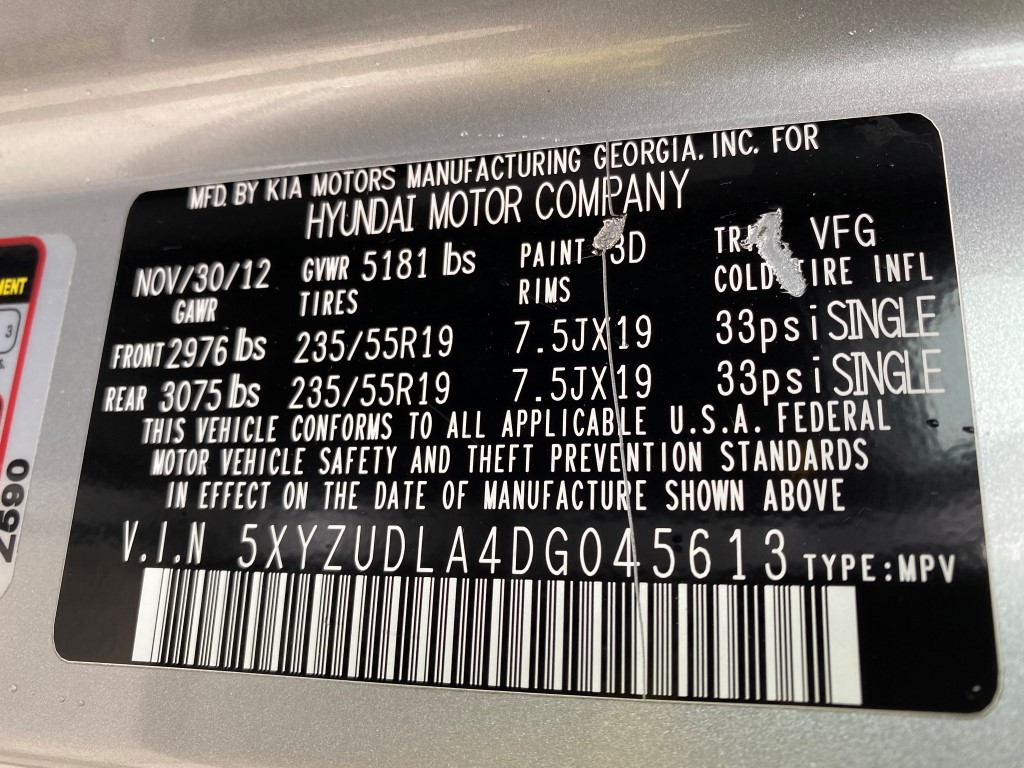 MFD. BY KIA MOTORS MANUFACTURING GEORGIA, INC. FOR
HYUNDAI MOTOR COMPANY
NOV/30/12 GVWR 5181 lbs PAINT 3D VFG
GAWR TIRES RIMS COLD TIRE INFL
FRONT 2976 lbs 235/55R19 7.5JX19 33psi SINGLE
REAR 3075 lbs 235/55R19 7.5JX19 33psi SINGLE
THIS VEHICLE CONFORMS TO ALL APPLICABLE U.S.A. FEDERAL
MOTOR VEHICLE SAFETY AND THEFT PREVENTION STANDARDS
IN EFFECT ON THE DATE OF MANUFACTURE SHOWN ABOVE
V.I.N 5XYZUDLA4DG045613 TYPE:MPV
3